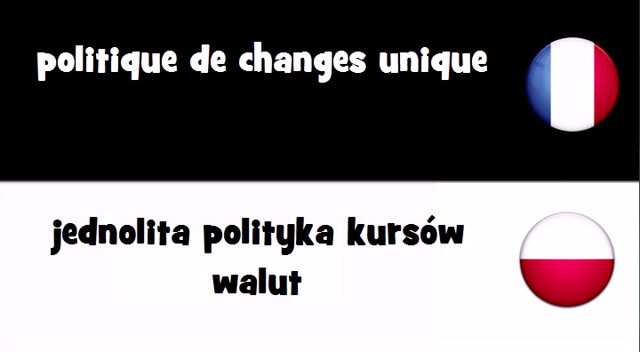 politique de changes unique
jednolita polityka kursów
walut